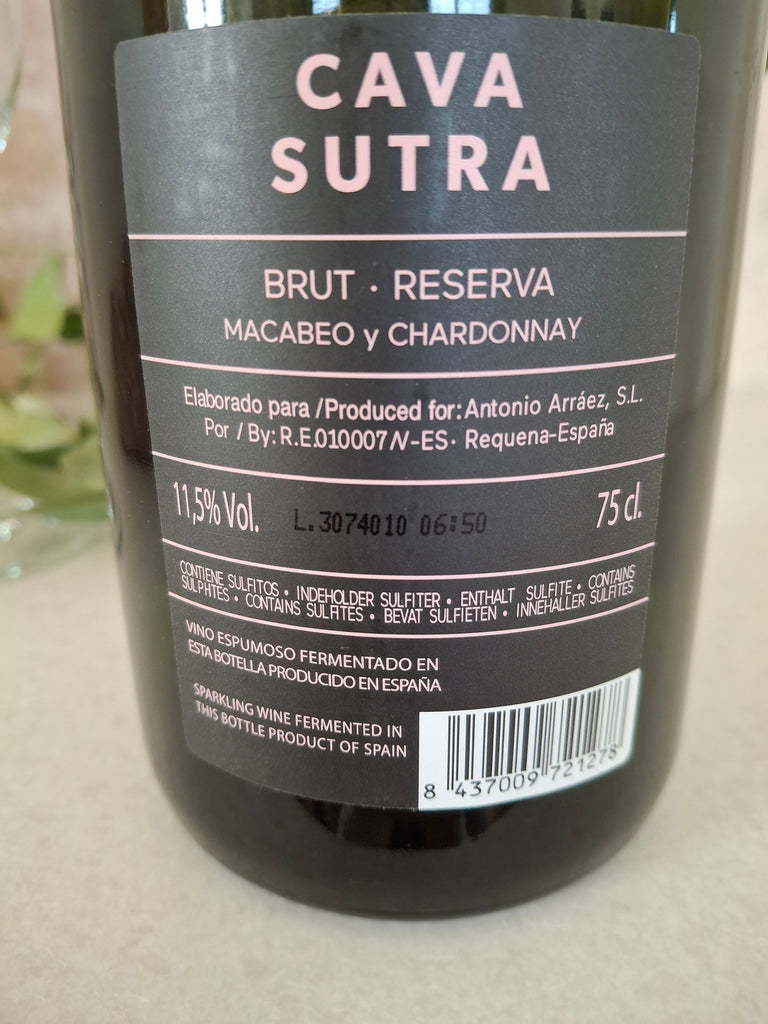 CAVA
SUTRA
BRUT · RESERVA
MACABEO y CHARDONNAY
Elaborado para /Produced for: Antonio Arráez, S.L.
Por / By: R.E.010007/V-ES· Requena-España
11,5% Vol. L.3074010 06:50 75 cl.
CONTIENE SULFITOS • INDEHOLDER SULFITER • ENTHALT SULFITE • CONTAINS
SULPHTES • CONTAINS SULFITES • BEVAT SULFIETEN • INNEHALLER SULFITES
VINO ESPUMOSO FERMENTADO EN
ESTA BOTELLA PRODUCIDO EN ESPAÑA
SPARKLING WINE FERMENTED IN
THIS BOTTLE PRODUCT OF SPAIN
8 437009 721278